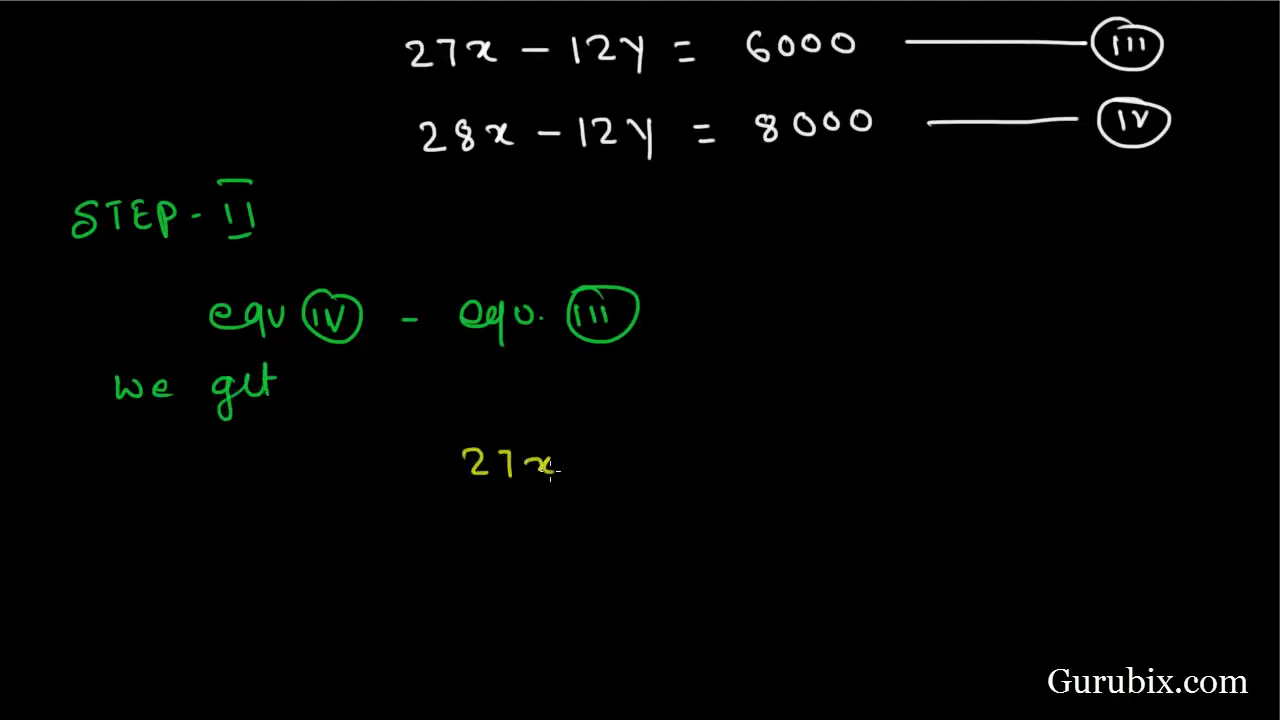 27x - 12y = 6000 ——— III
28x - 12y = 8000 ——— IV
STEP - II
equ IV - equ. III
we get
27x
Gurubix.com